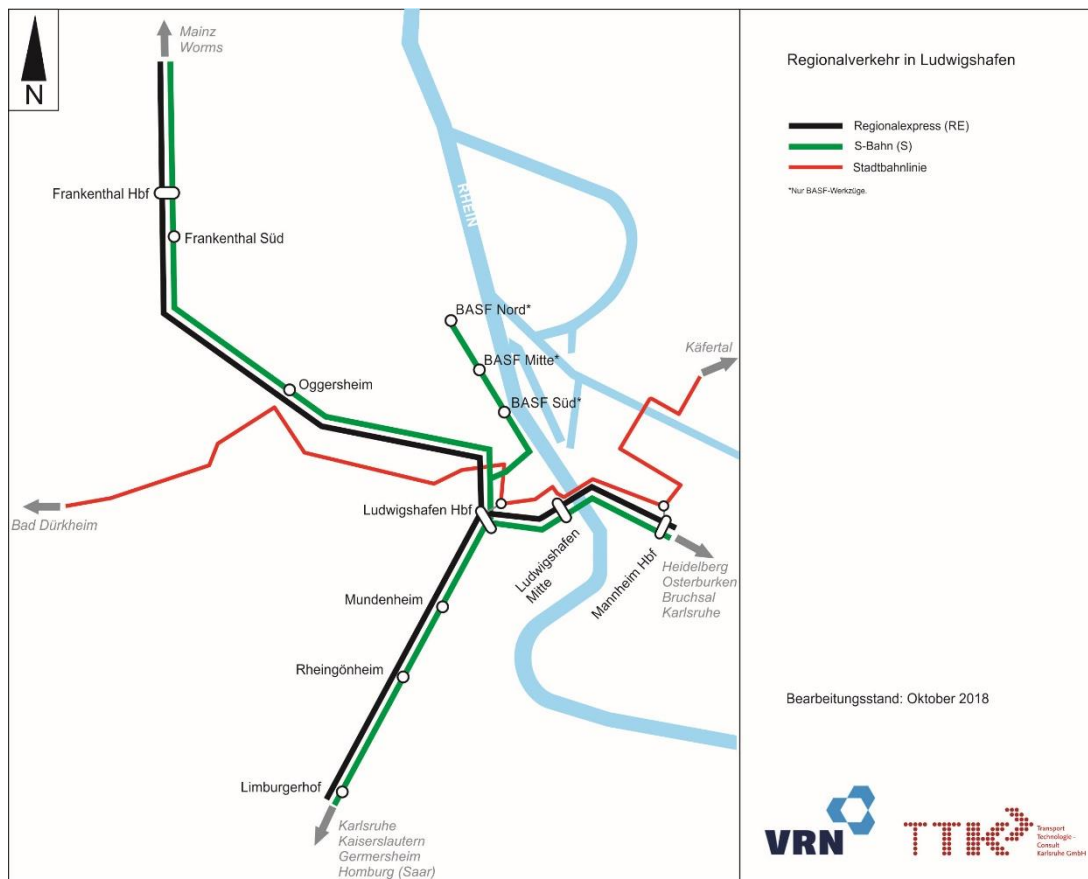 Mainz
Worms
N
Frankenthal Hbf
Frankenthal Süd
RHEIN
BASF Nord*
BASF Mitte*
BASF Süd*
Käfertal
Oggersheim
Bad Dürkheim
Ludwigshafen Hbf
Ludwigshafen
Mitte
Mannheim Hbf
Heidelberg
Osterburken
Bruchsal
Karlsruhe
Mundenheim
Rheingönheim
Limburgerhof
Karlsruhe
Kaiserslautern
Germersheim
Homburg (Saar)
Regionalverkehr in Ludwigshafen
Regionalexpress (RE)
S-Bahn (S)
Stadtbahnlinie
*Nur BASF-Werkzüge.
Bearbeitungsstand: Oktober 2018
VRN
TTK
Transport
Technologie-
Consult
Karlsruhe GmbH